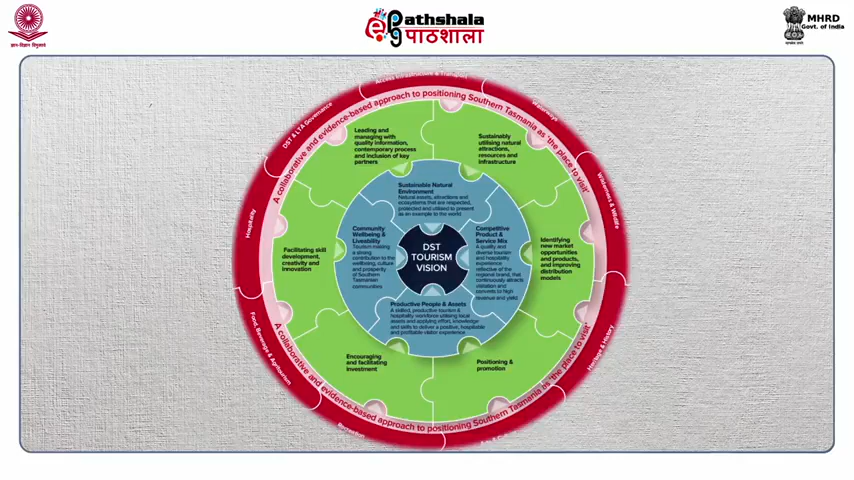 ज्ञान-विज्ञान विमुक्तये
e Pathshala
पाठशाला
MHRD
Govt. of India
सत्यमेव जयते
Access Infrastructure & Transport
Waterways
Wilderness & Wildlife
Heritage & History
Recreation
Food, Beverage & Agritourism
Hospitality
DST & LTA Governance
A collaborative and evidence-based approach to positioning Southern Tasmania as 'the place to visit'
Leading and
managing with
quality information,
contemporary process
and inclusion of key
partners
Sustainably
utilising natural
attractions,
resources and
infrastructure
Identifying
new market
opportunities
and products,
and improving
distribution
models
Positioning &
promotion
Encouraging
and facilitating
investment
Facilitating skill
development,
creativity and
innovation
Sustainable Natural
Environment
Natural assets, attractions and
ecosystems that are respected,
protected and utilised to present
as an example to the world
Community
Wellbeing &
Liveability
Tourism making
a strong
contribution to the
wellbeing, culture
and prosperity
of Southern
Tasmanian
communities
Competitive
Product &
Service Mix
A quality and
diverse tourism
and hospitality
experience
reflective of the
regional brand, that
continuously attracts
visitation and
converts to high
revenue and yield
DST
TOURISM
VISION
Productive People & Assets
A skilled, productive tourism &
hospitality workforce utilising local
assets and applying effort, knowledge
and skills to deliver a positive, hospitable
and profitable visitor experience.
A collaborative and evidence-based approach to positioning Southern Tasmania as 'the place to visit'